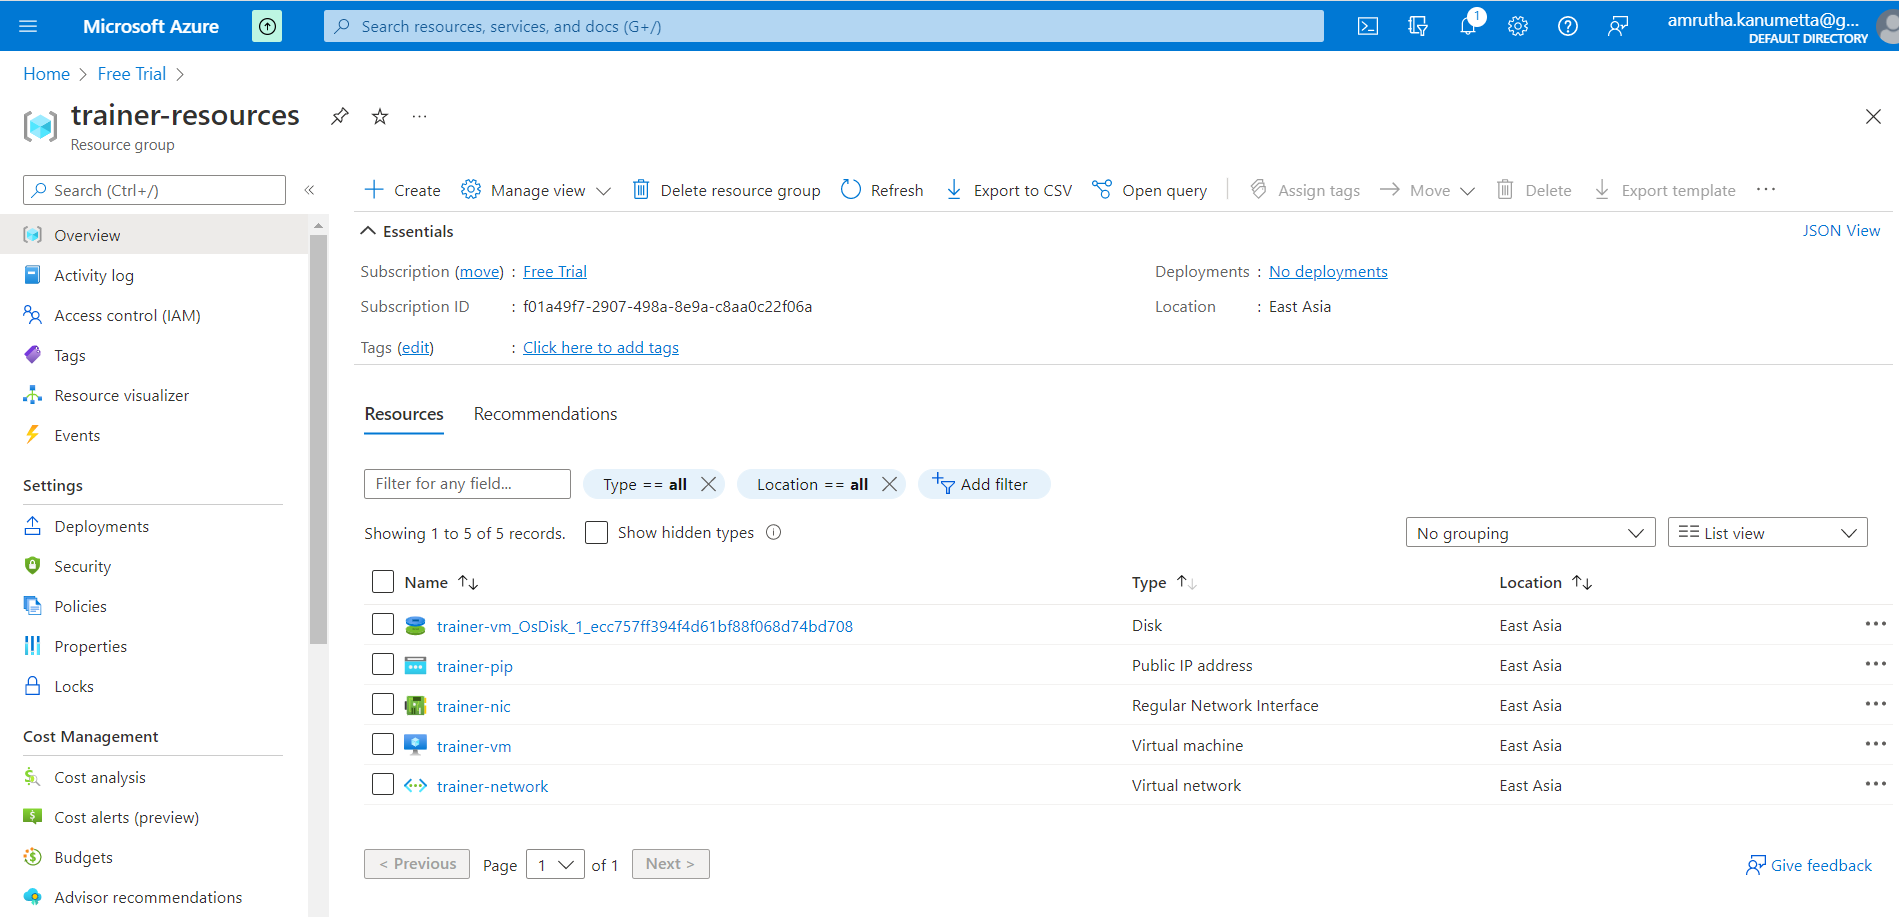 Microsoft Azure
Search resources, services, and docs (G+/)
1
amrutha.kanumetta@g...
DEFAULT DIRECTORY
Home > Free Trial >
trainer-resources
...
Resource group
Search (Ctrl+/)
«
Overview
Activity log
Access control (IAM)
Tags
Resource visualizer
Events
Settings
Deployments
Security
Policies
Properties
Locks
Cost Management
Cost analysis
Cost alerts (preview)
Budgets
Advisor recommendations
Create Manage view Delete resource group Refresh Export to CSV Open query Assign tags Move Delete Export template ...
Essentials
JSON View
Subscription (move) : Free Trial
Deployments : No deployments
Subscription ID : f01a49f7-2907-498a-8e9a-c8aa0c22f06a
Location : East Asia
Tags (edit) : Click here to add tags
Resources Recommendations
Filter for any field... Type == all Location == all Add filter
Showing 1 to 5 of 5 records. Show hidden types No grouping List view
Name Type Location
trainer-vm_OsDisk_1_ecc757ff394f4d61bf88f068d74bd708 Disk East Asia ...
trainer-pip Public IP address East Asia ...
trainer-nic Regular Network Interface East Asia ...
trainer-vm Virtual machine East Asia ...
trainer-network Virtual network East Asia ...
< Previous Page 1 of 1 Next >
Give feedback